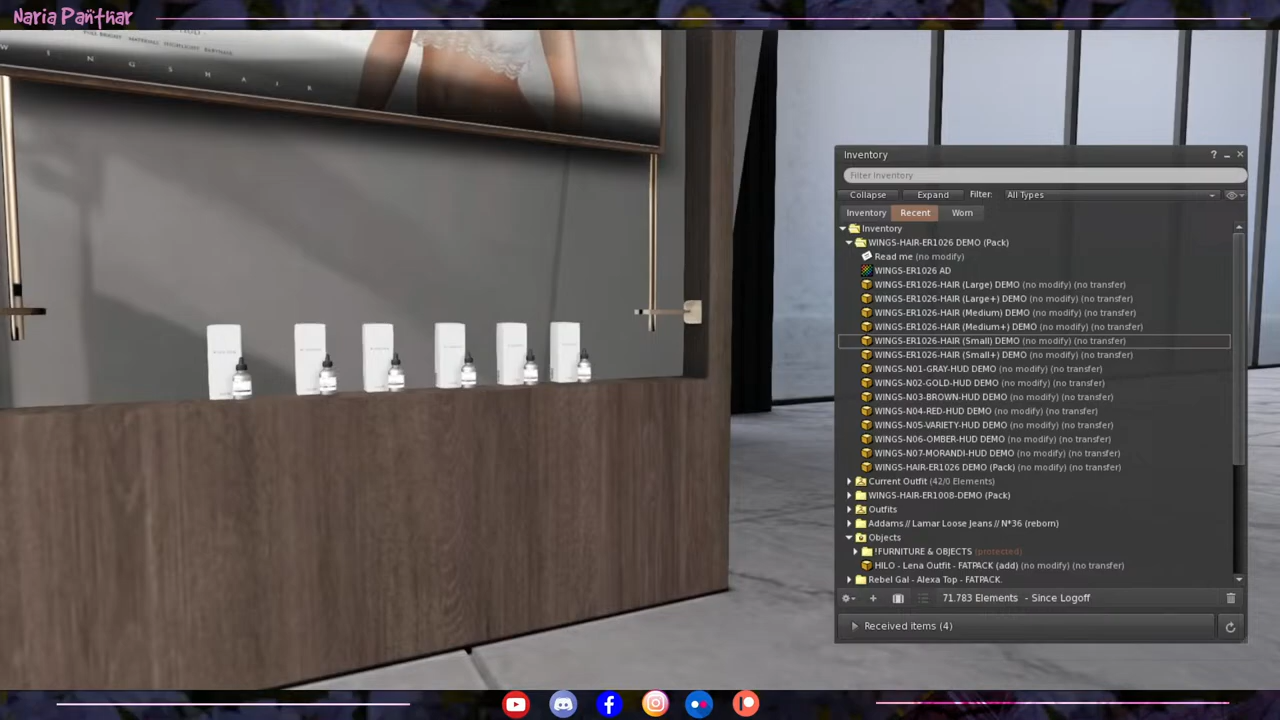 Naria Panthar
WINGSHAIR
Inventory
?
Filter Inventory
Collapse Expand Filter: All Types
Inventory Recent Worn
Inventory
WINGS-HAIR-ER1026 DEMO (Pack)
Read me (no modify)
WINGS-ER1026 AD
WINGS-ER1026-HAIR (Large) DEMO (no modify) (no transfer)
WINGS-ER1026-HAIR (Large+) DEMO (no modify) (no transfer)
WINGS-ER1026-HAIR (Medium) DEMO (no modify) (no transfer)
WINGS-ER1026-HAIR (Medium+) DEMO (no modify) (no transfer)
WINGS-ER1026-HAIR (Small) DEMO (no modify) (no transfer)
WINGS-ER1026-HAIR (Small+) DEMO (no modify) (no transfer)
WINGS-N01-GRAY-HUD DEMO (no modify) (no transfer)
WINGS-N02-GOLD-HUD DEMO (no modify) (no transfer)
WINGS-N03-BROWN-HUD DEMO (no modify) (no transfer)
WINGS-N04-RED-HUD DEMO (no modify) (no transfer)
WINGS-N05-VARIETY-HUD DEMO (no modify) (no transfer)
WINGS-N06-OMBER-HUD DEMO (no modify) (no transfer)
WINGS-N07-MORANDI-HUD DEMO (no modify) (no transfer)
WINGS-HAIR-ER1026 DEMO (Pack) (no modify) (no transfer)
Current Outfit (42/0 Elements)
WINGS-HAIR-ER1008-DEMO (Pack)
Outfits
Addams // Lamar Loose Jeans // N*36 (reborn)
Objects
!FURNITURE & OBJECTS (protected)
HILO - Lena Outfit - FATPACK (add) (no modify) (no transfer)
Rebel Gal - Alexa Top - FATPACK.
71.783 Elements - Since Logoff
Received items (4)